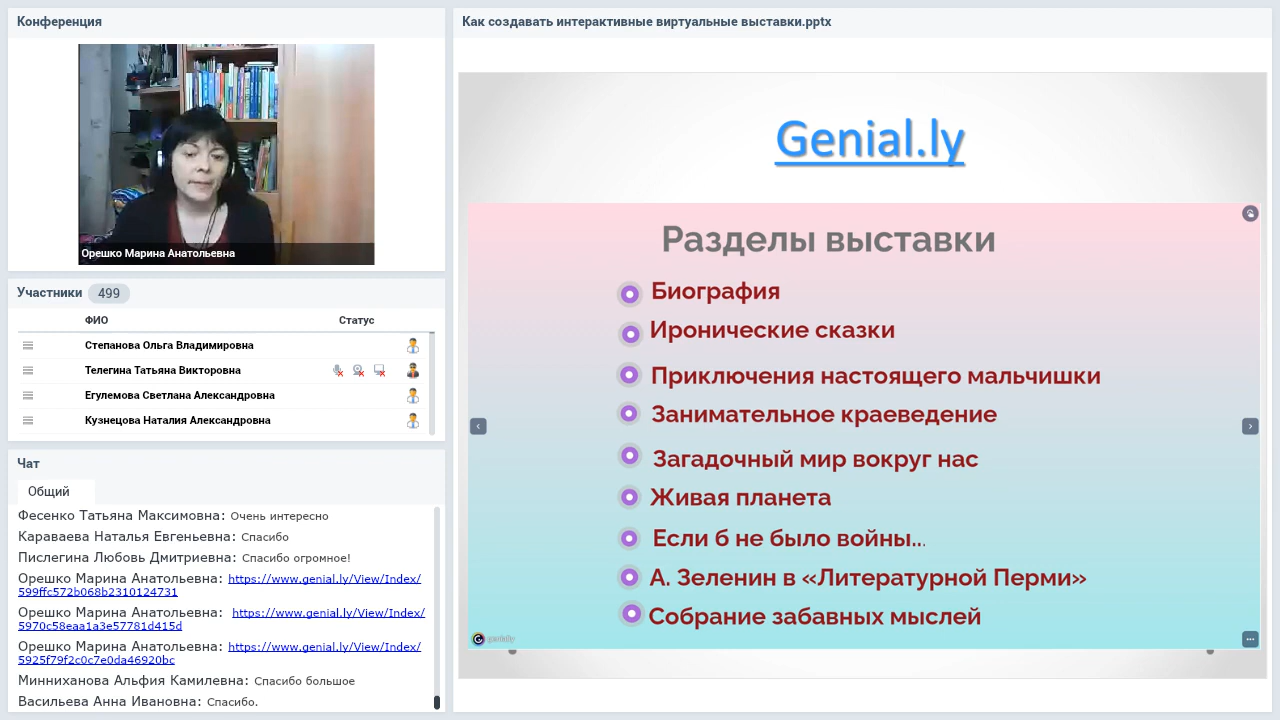 Конференция
Орешко Марина Анатольевна
Участники 499
ФИО Статус
Степанова Ольга Владимировна
Телегина Татьяна Викторовна
Егулемова Светлана Александровна
Кузнецова Наталия Александровна
Чат
Общий
Фесенко Татьяна Максимовна: Очень интересно
Караваева Наталья Евгеньевна: Спасибо
Пислегина Любовь Дмитриевна: Спасибо огромное!
Орешко Марина Анатольевна: https://www.genial.ly/View/Index/
599ffc572b068b2310124731
Орешко Марина Анатольевна: https://www.genial.ly/View/Index/
5970c58eaa1a3e57781d415d
Орешко Марина Анатольевна: https://www.genial.ly/View/Index/
5925f79f2c0c7e0da46920bc
Минниханова Альфия Камилевна: Спасибо большое
Васильева Анна Ивановна: Спасибо.
Как создавать интерактивные виртуальные выставки.pptx
Genial.ly
Разделы выставки
Биография
Иронические сказки
Приключения настоящего мальчишки
Занимательное краеведение
Загадочный мир вокруг нас
Живая планета
Если б не было войны...
А. Зеленин в «Литературной Перми»
Собрание забавных мыслей
genially